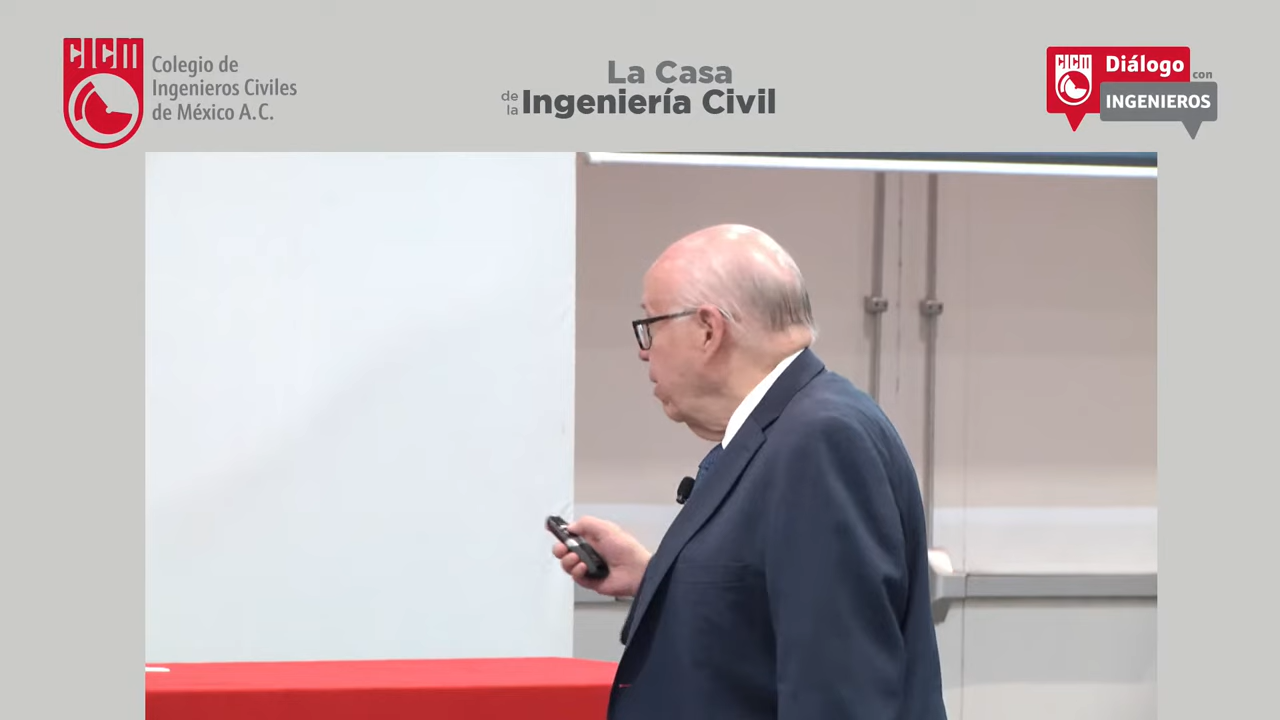 CICM
Colegio de
Ingenieros Civiles
de México A.C.
La Casa
de la Ingeniería Civil
CICM
Diálogo con
INGENIEROS